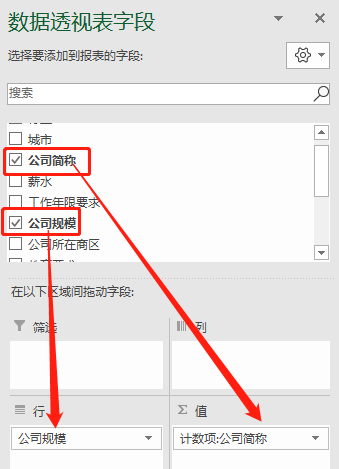 数据透视表字段
选择要添加到报表的字段:
搜索
城市
公司简称
薪水
工作年限要求
公司规模
公司所在商区
在以下区域间拖动字段:
筛选
列
行
Σ 值
公司规模
计数项:公司简称